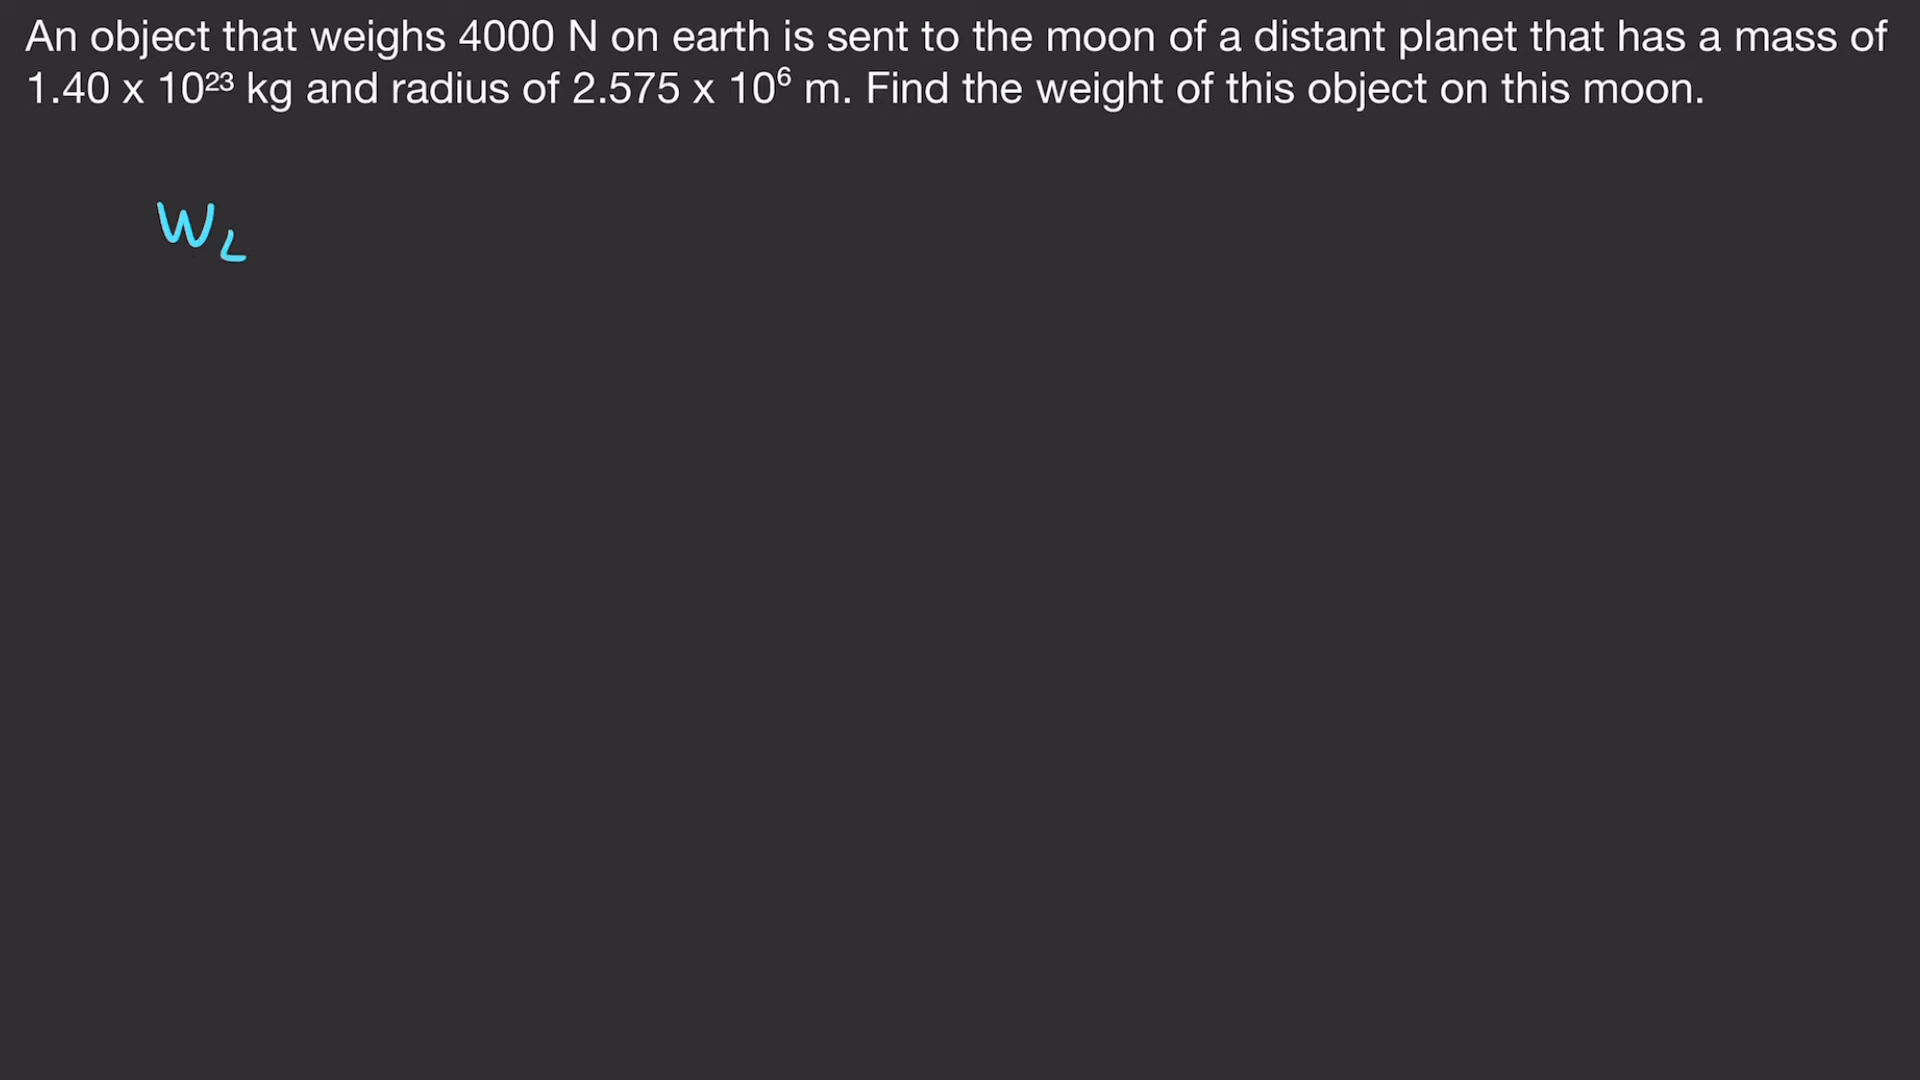 An object that weighs 4000 N on earth is sent to the moon of a distant planet that has a mass of
1.40 x 10²³ kg and radius of 2.575 x 10⁶ m. Find the weight of this object on this moon.
W L